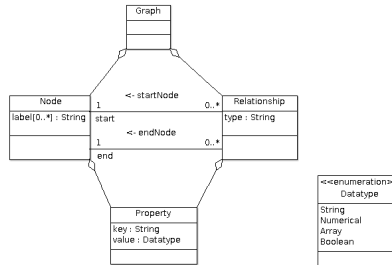 Graph
<- startNode
Node
1
0..*
Relationship
label[0..*] : String
start
type : String
<- endNode
1
0..*
end
<<enumeration>>
Datatype
Property
String
key : String
Numerical
value : Datatype
Array
Boolean